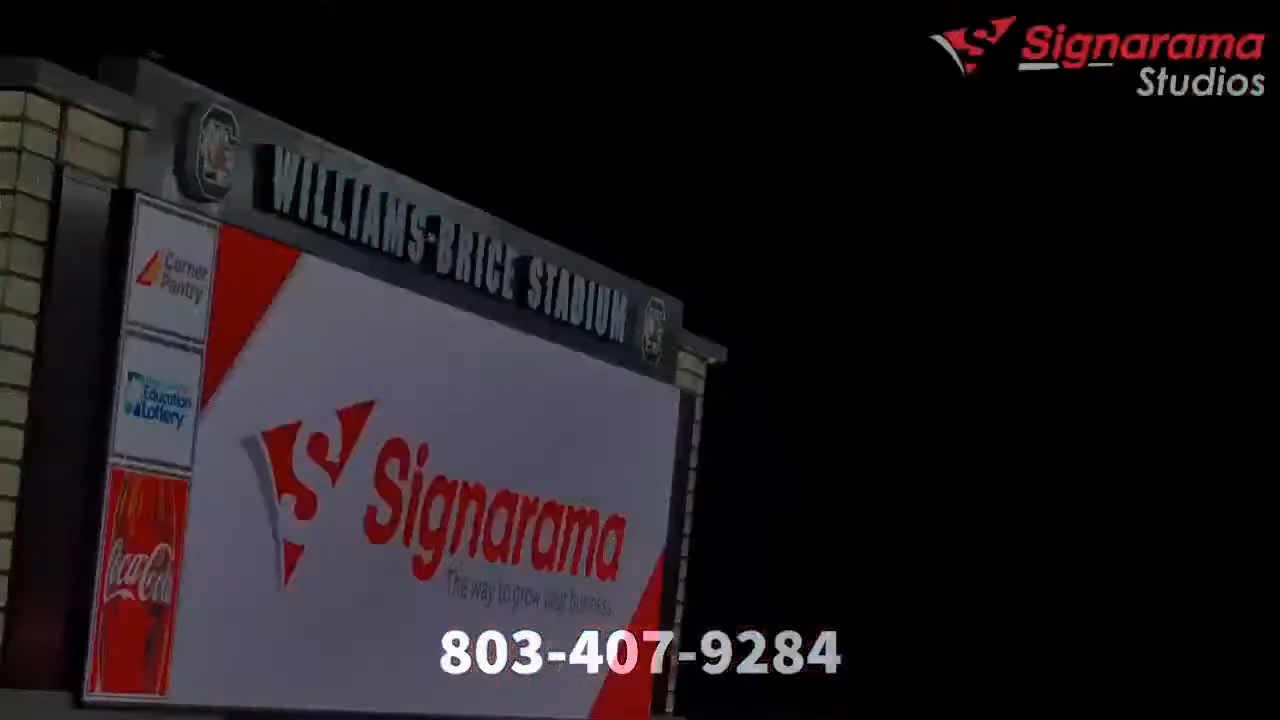 Signarama
Studios
WILLIAMS-BRICE STADIUM
Corner
Pantry
Education
Lottery
Coca-Cola
Signarama
The way to grow your business.
803-407-9284